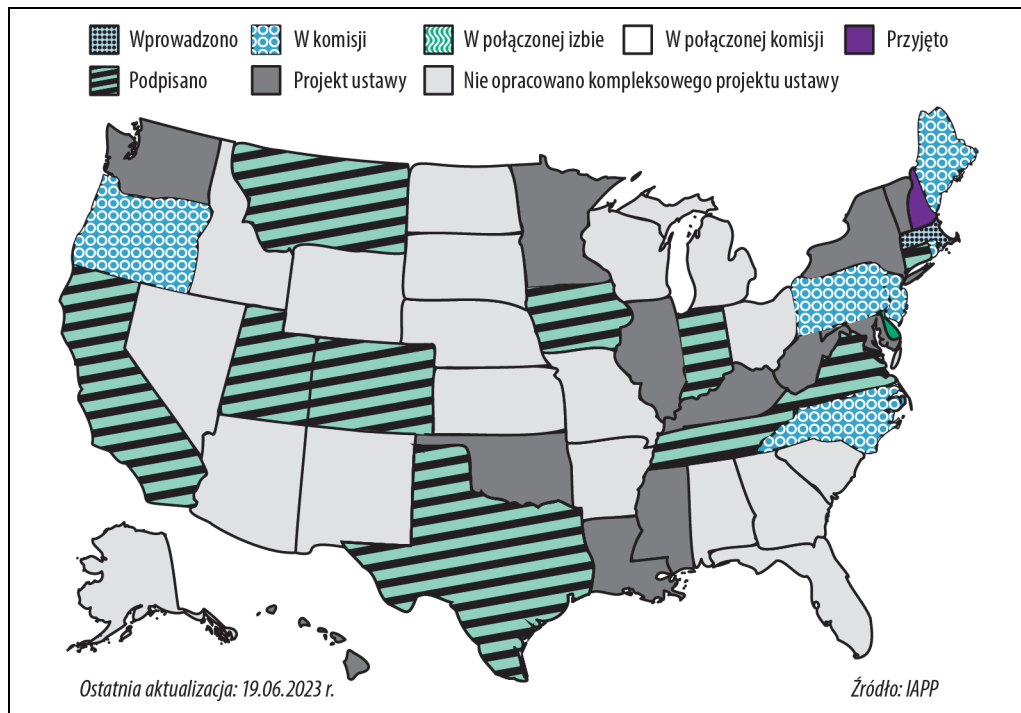 Wprowadzono W komisji W połączonej izbie W połączonej komisji Przyjęto
Podpisano Projekt ustawy Nie opracowano kompleksowego projektu ustawy
Ostatnia aktualizacja: 19.06.2023 r. Źródło: IAPP